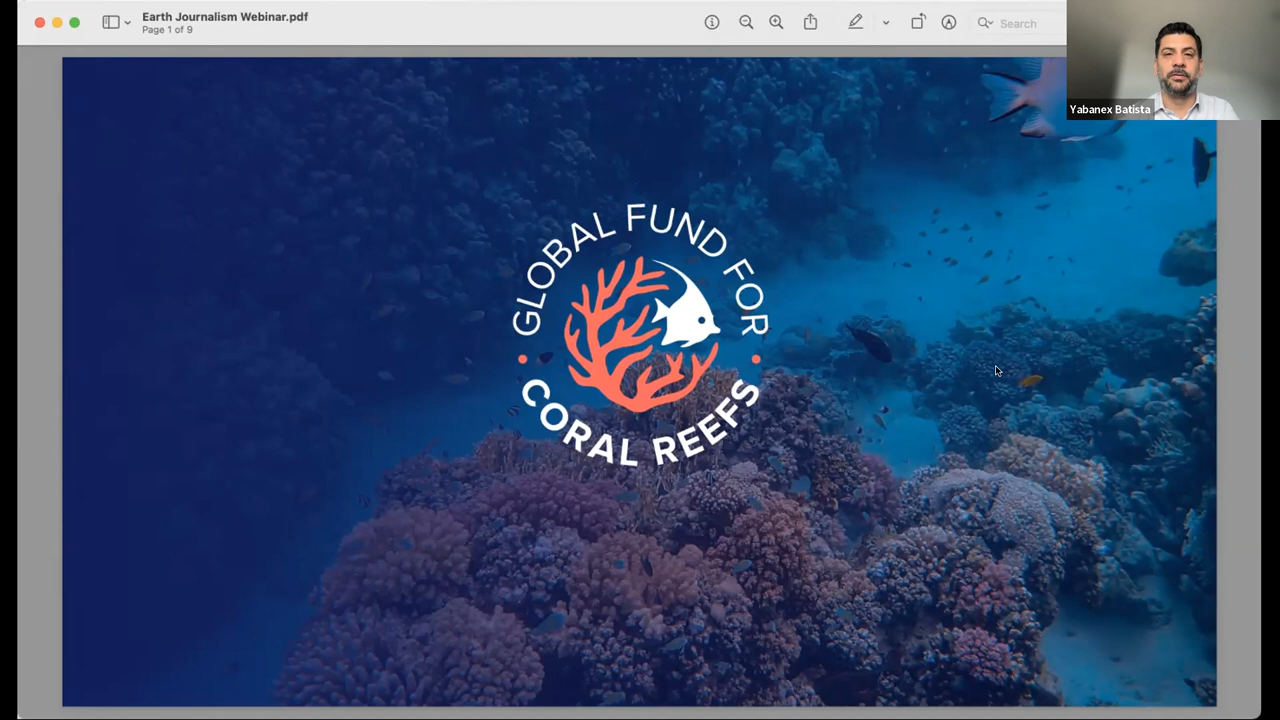 Earth Journalism Webinar.pdf
Page 1 of 9
Search
Yabanex Batista
GLOBAL FUND FOR
CORAL REEFS